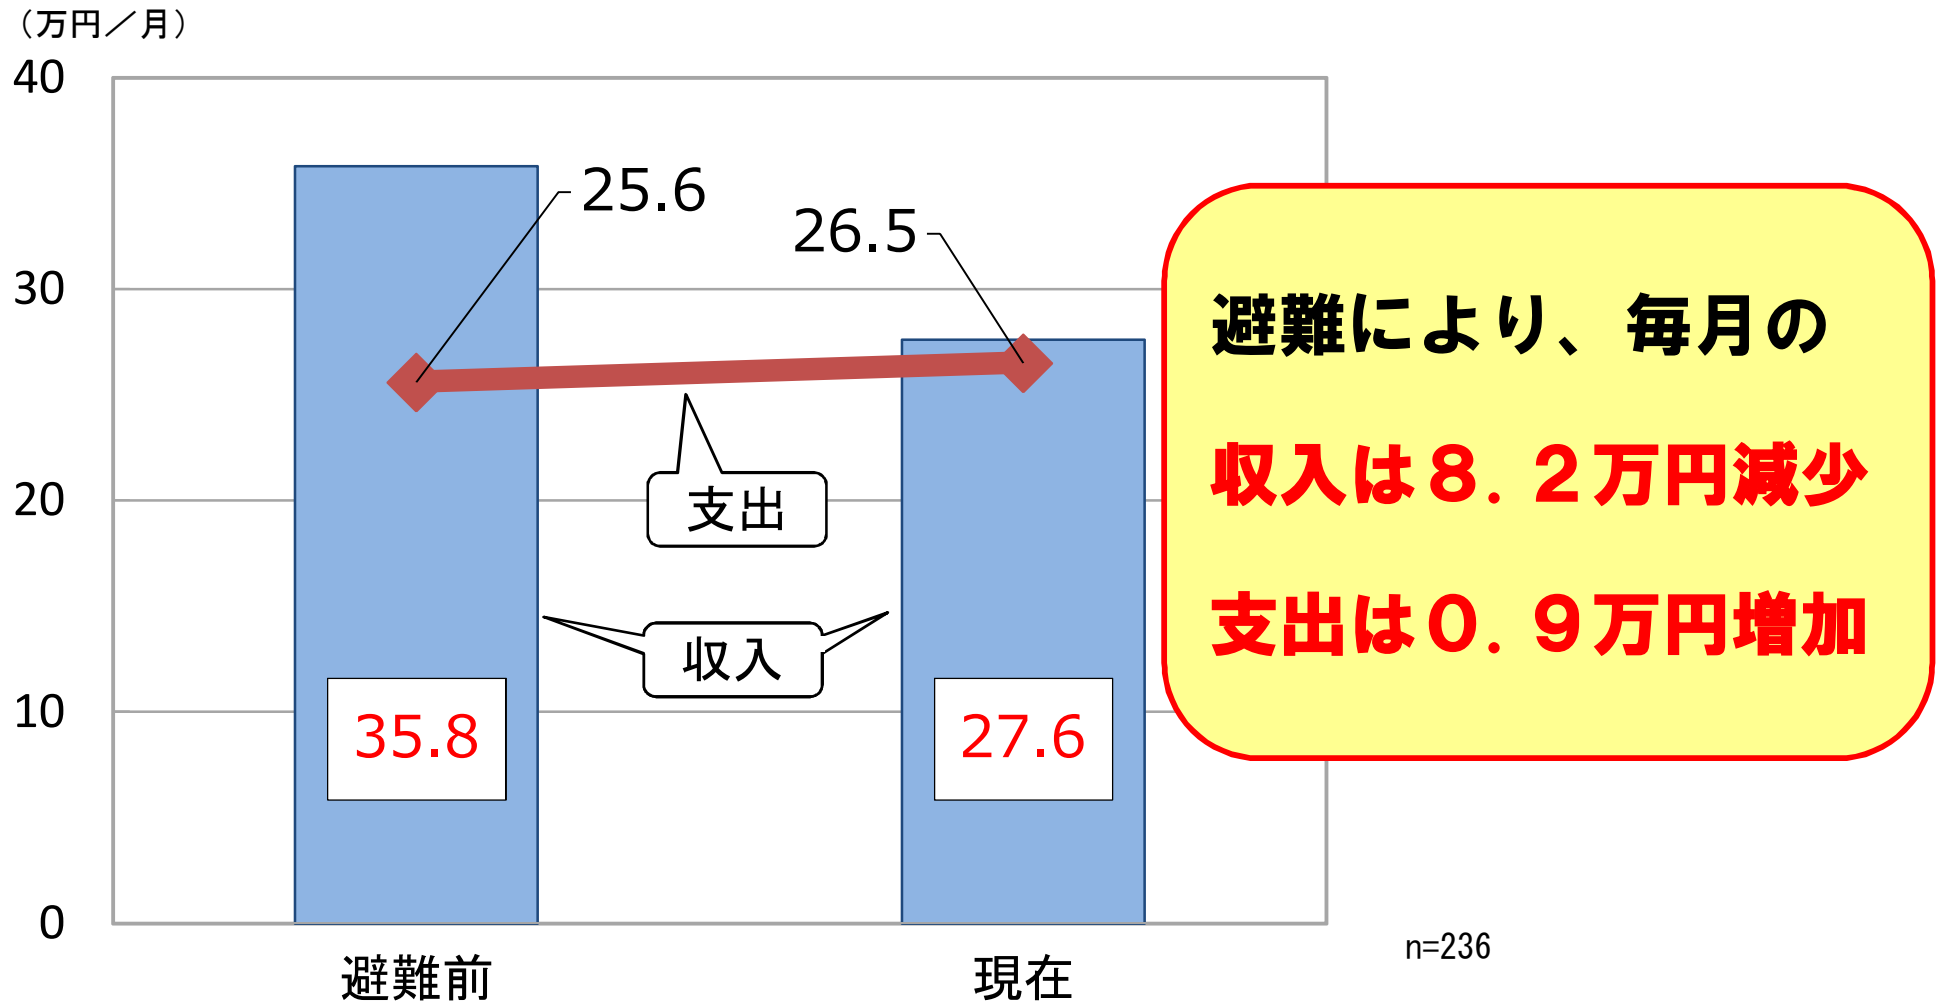 （万円／月）
40
30
20
10
0
25.6
26.5
支出
収入
35.8
27.6
避難前
現在
避難により、毎月の
収入は８．２万円減少
支出は０．９万円増加
n=236